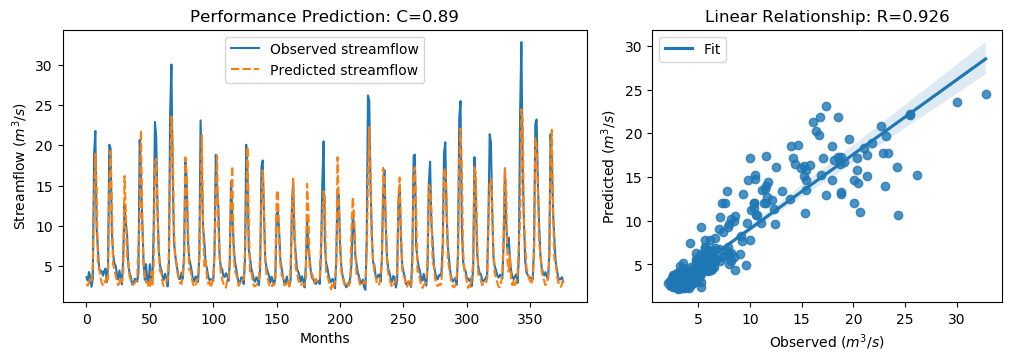 Performance Prediction: C=0.89
Observed streamflow
Predicted streamflow
Streamflow (m³/s)
30
25
20
15
10
5
0
50
100
150
200
250
300
350
Months
Linear Relationship: R=0.926
Fit
Predicted (m³/s)
30
25
20
15
10
5
5
10
15
20
25
30
Observed (m³/s)